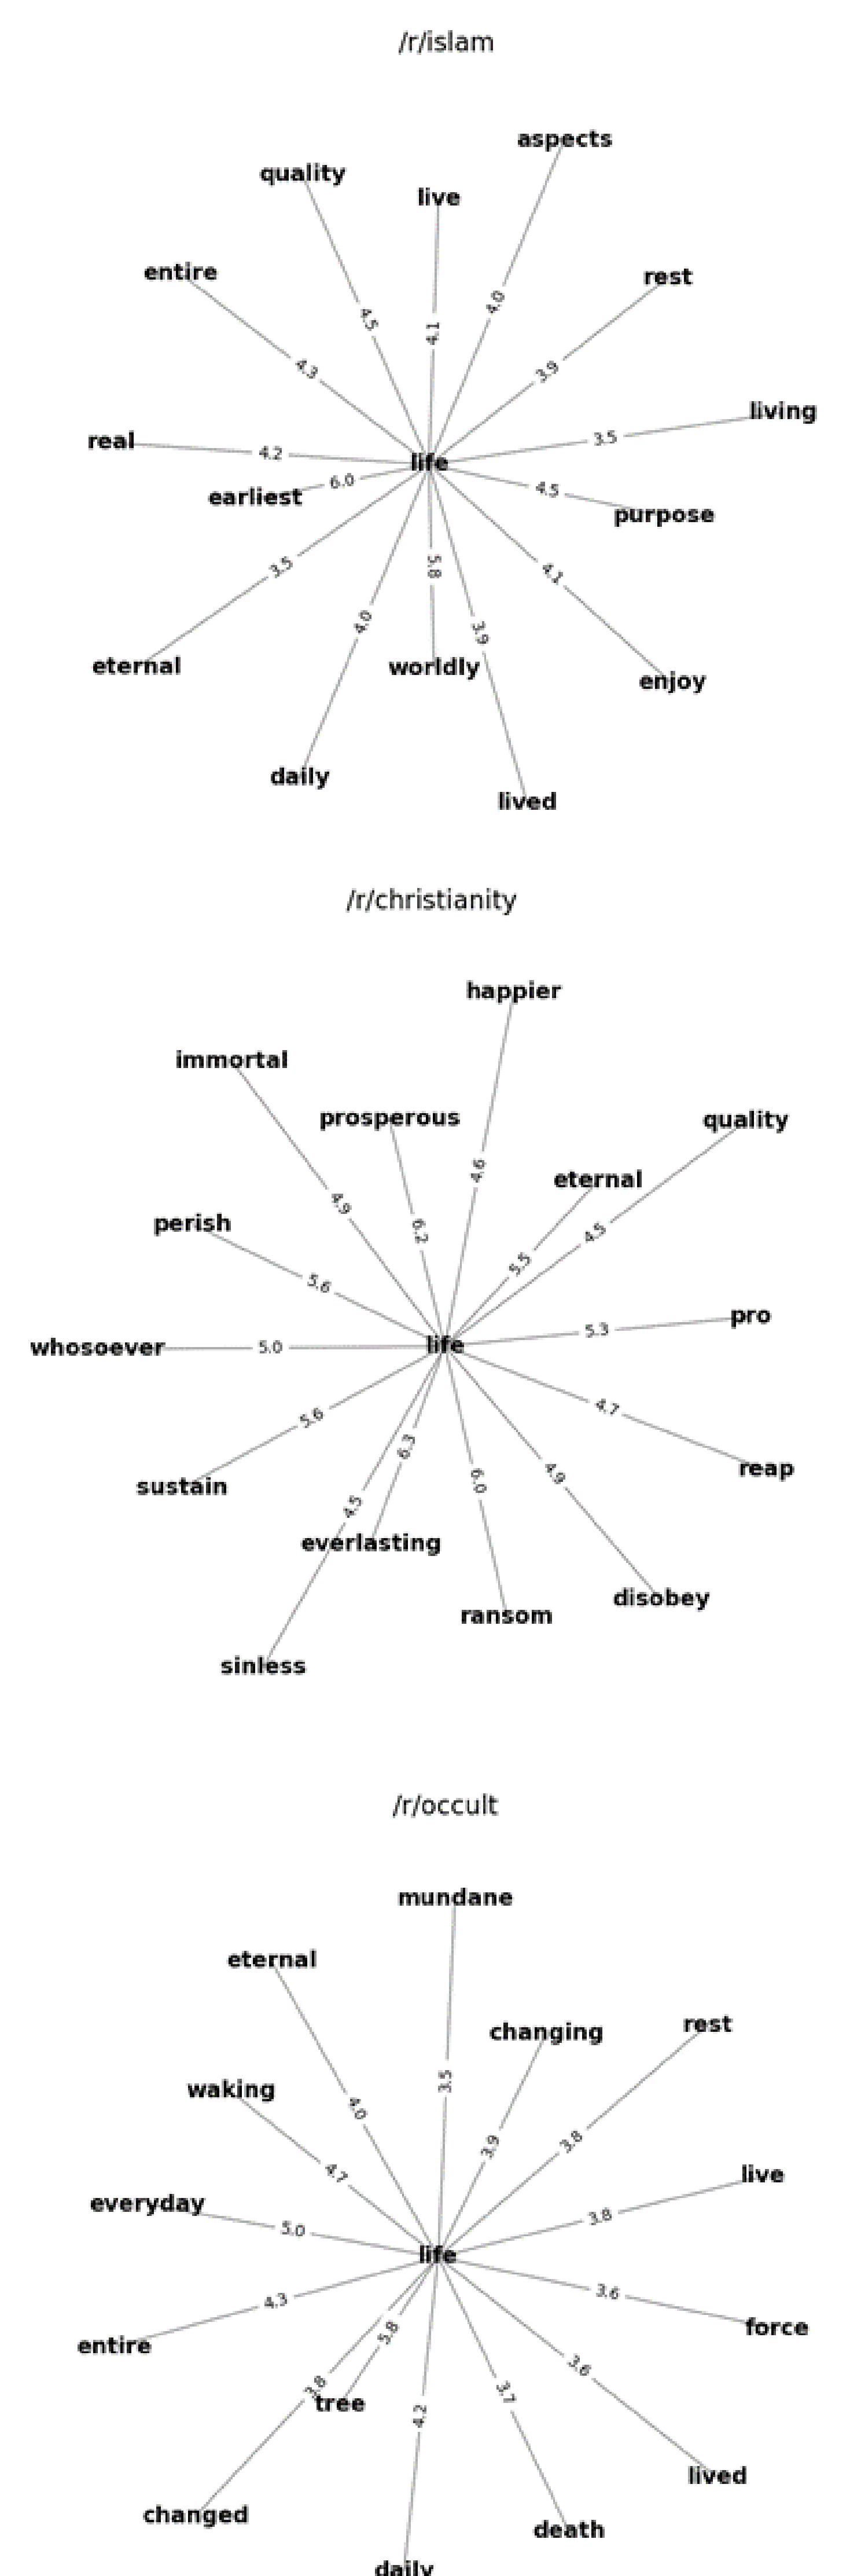 /r/islam
aspects
quality
live
entire
rest
4.5
4.1
4.0
4.3
3.9
living
real
4.2
3.5
life
earliest
6.0
4.5
purpose
3.5
5.8
4.1
4.0
3.9
eternal
worldly
enjoy
daily
lived
/r/christianity
happier
immortal
prosperous
quality
4.6
eternal
4.9
perish
6.2
5.5
4.5
5.6
pro
whosoever
5.0
life
5.3
5.6
4.7
sustain
6.3
4.9
reap
4.5
6.0
everlasting
disobey
ransom
sinless
/r/occult
mundane
eternal
changing
rest
waking
3.5
4.0
3.9
3.8
4.7
live
everyday
5.0
3.8
life
entire
4.3
3.6
force
5.8
3.8
3.7
3.6
tree
4.2
lived
changed
death
daily